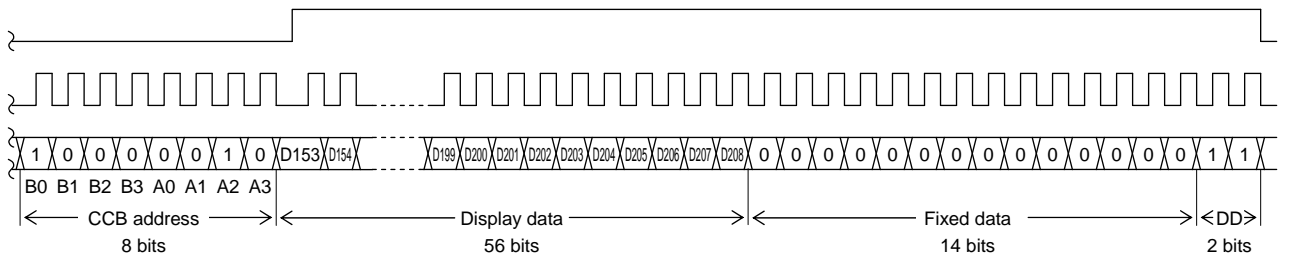 1 0 0 0 0 0 1 0 D153 D154 D199 D200 D201 D202 D203 D204 D205 D206 D207 D208 0 0 0 0 0 0 0 0 0 0 0 0 0 0 1 1
B0 B1 B2 B3 A0 A1 A2 A3
CCB address Display data Fixed data DD
8 bits 56 bits 14 bits 2 bits